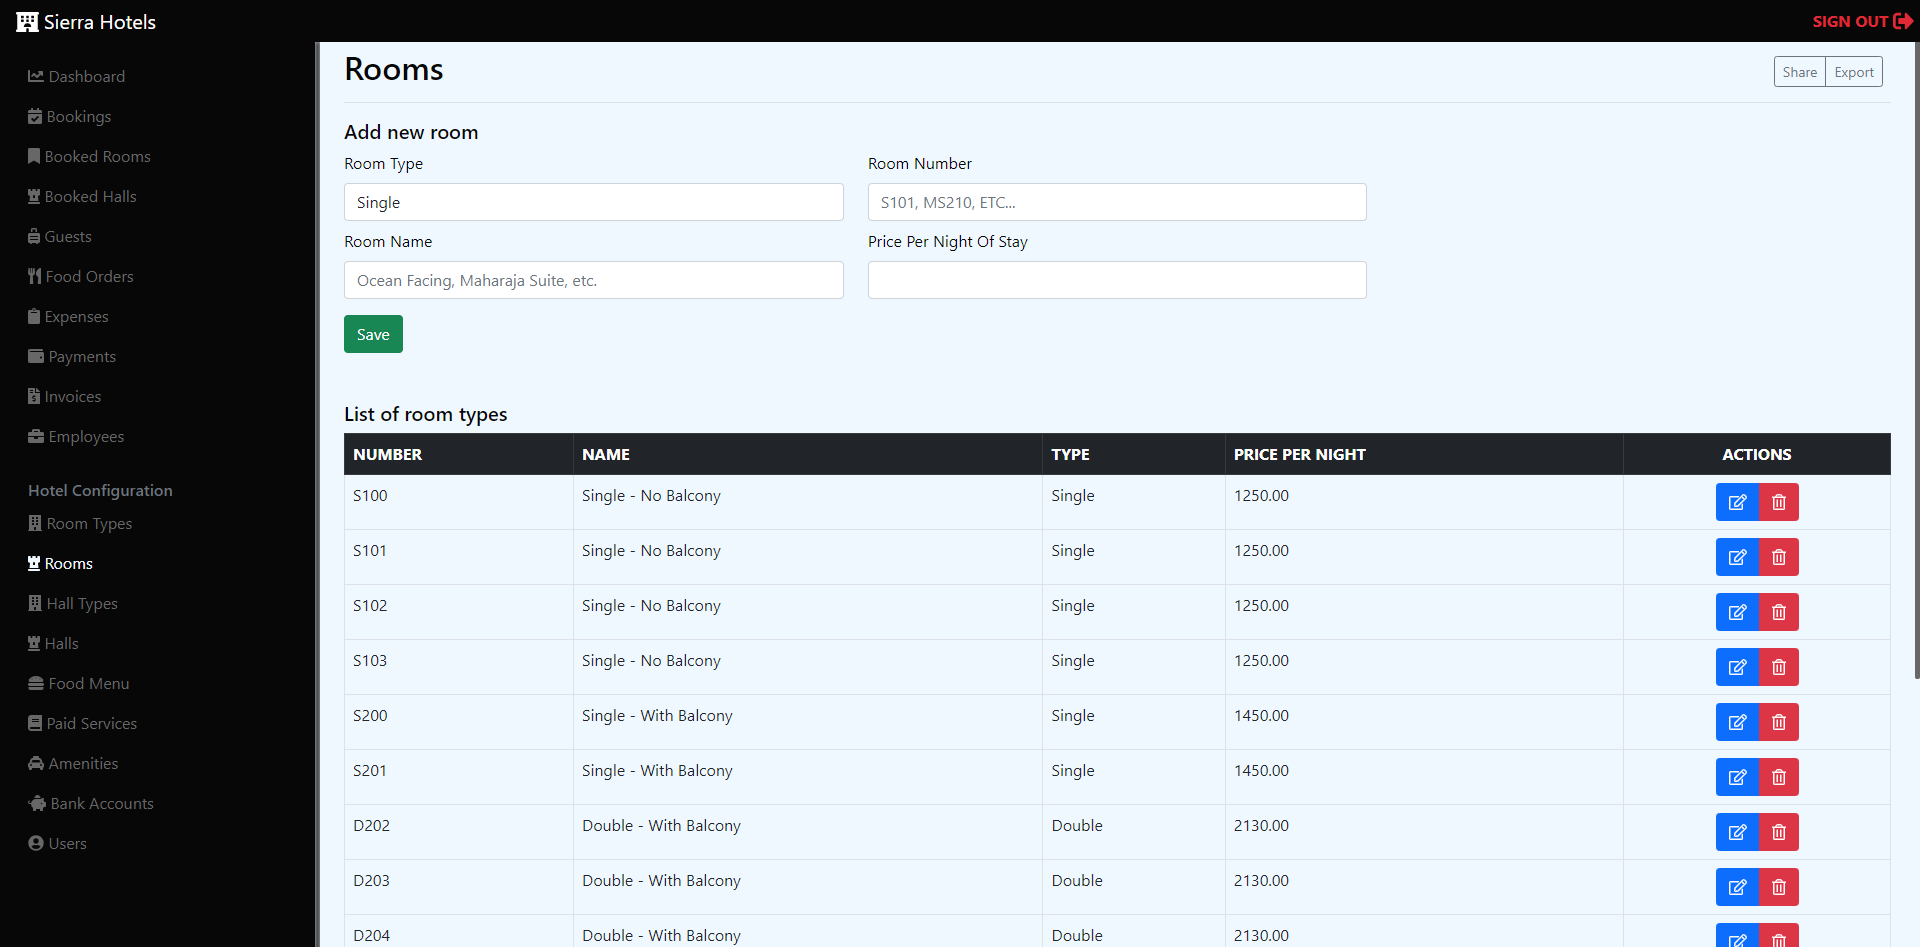 Sierra Hotels
SIGN OUT
Dashboard
Bookings
Booked Rooms
Booked Halls
Guests
Food Orders
Expenses
Payments
Invoices
Employees
Hotel Configuration
Room Types
Rooms
Hall Types
Halls
Food Menu
Paid Services
Amenities
Bank Accounts
Users
Rooms
Share Export
Add new room
Room Type Room Number
Single S101, MS210, ETC...
Room Name Price Per Night Of Stay
Ocean Facing, Maharaja Suite, etc.
Save
List of room types
NUMBER NAME TYPE PRICE PER NIGHT ACTIONS
S100 Single - No Balcony Single 1250.00
S101 Single - No Balcony Single 1250.00
S102 Single - No Balcony Single 1250.00
S103 Single - No Balcony Single 1250.00
S200 Single - With Balcony Single 1450.00
S201 Single - With Balcony Single 1450.00
D202 Double - With Balcony Double 2130.00
D203 Double - With Balcony Double 2130.00
D204 Double - With Balcony Double 2130.00